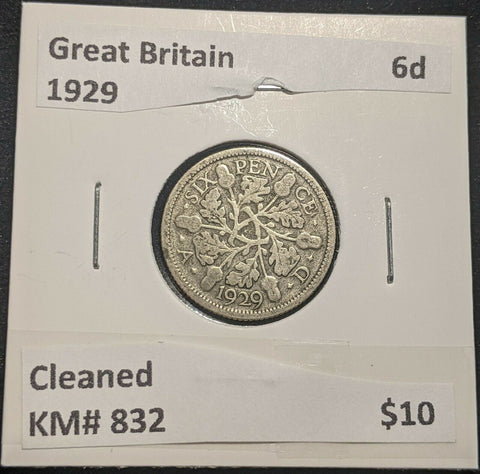 Great Britain 6d
1929
SIX PENCE
A D
1929
Cleaned
KM# 832 $10